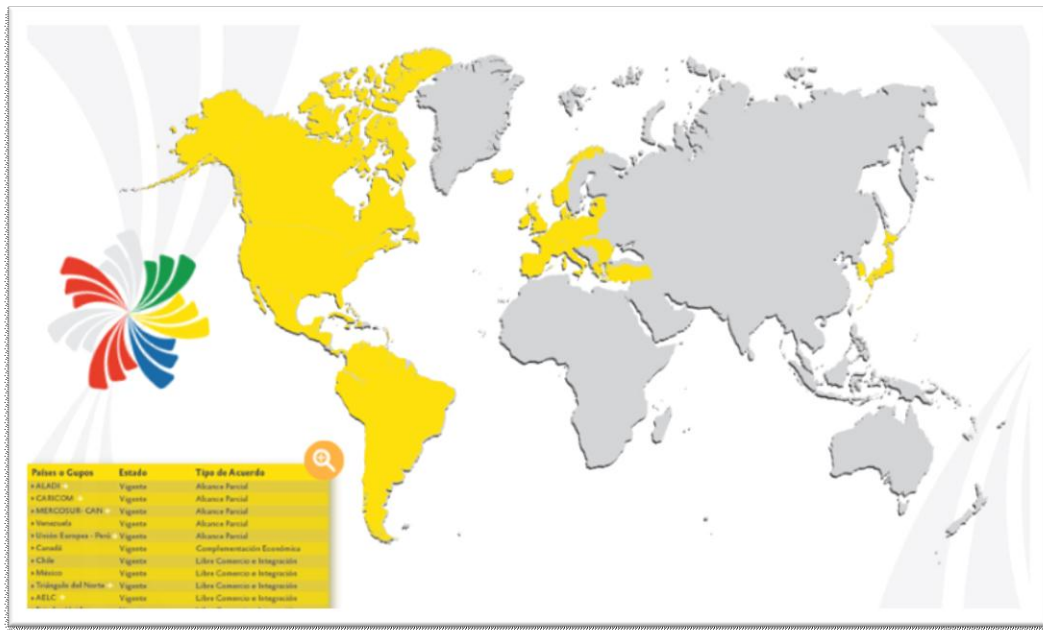 Países o Gupos Estado Tipo de Acuerdo
ALADI + Vigente Alcance Parcial
CARICOM + Vigente Alcance Parcial
MERCOSUR- CAN + Vigente Alcance Parcial
Venezuela Vigente Alcance Parcial
Unión Europea - Perú + Vigente Alcance Parcial
Canadá Vigente Complementación Económica
Chile Vigente Libre Comercio e Integración
México Vigente Libre Comercio e Integración
Triángulo del Norte + Vigente Libre Comercio e Integración
AELC + Vigente Libre Comercio e Integración